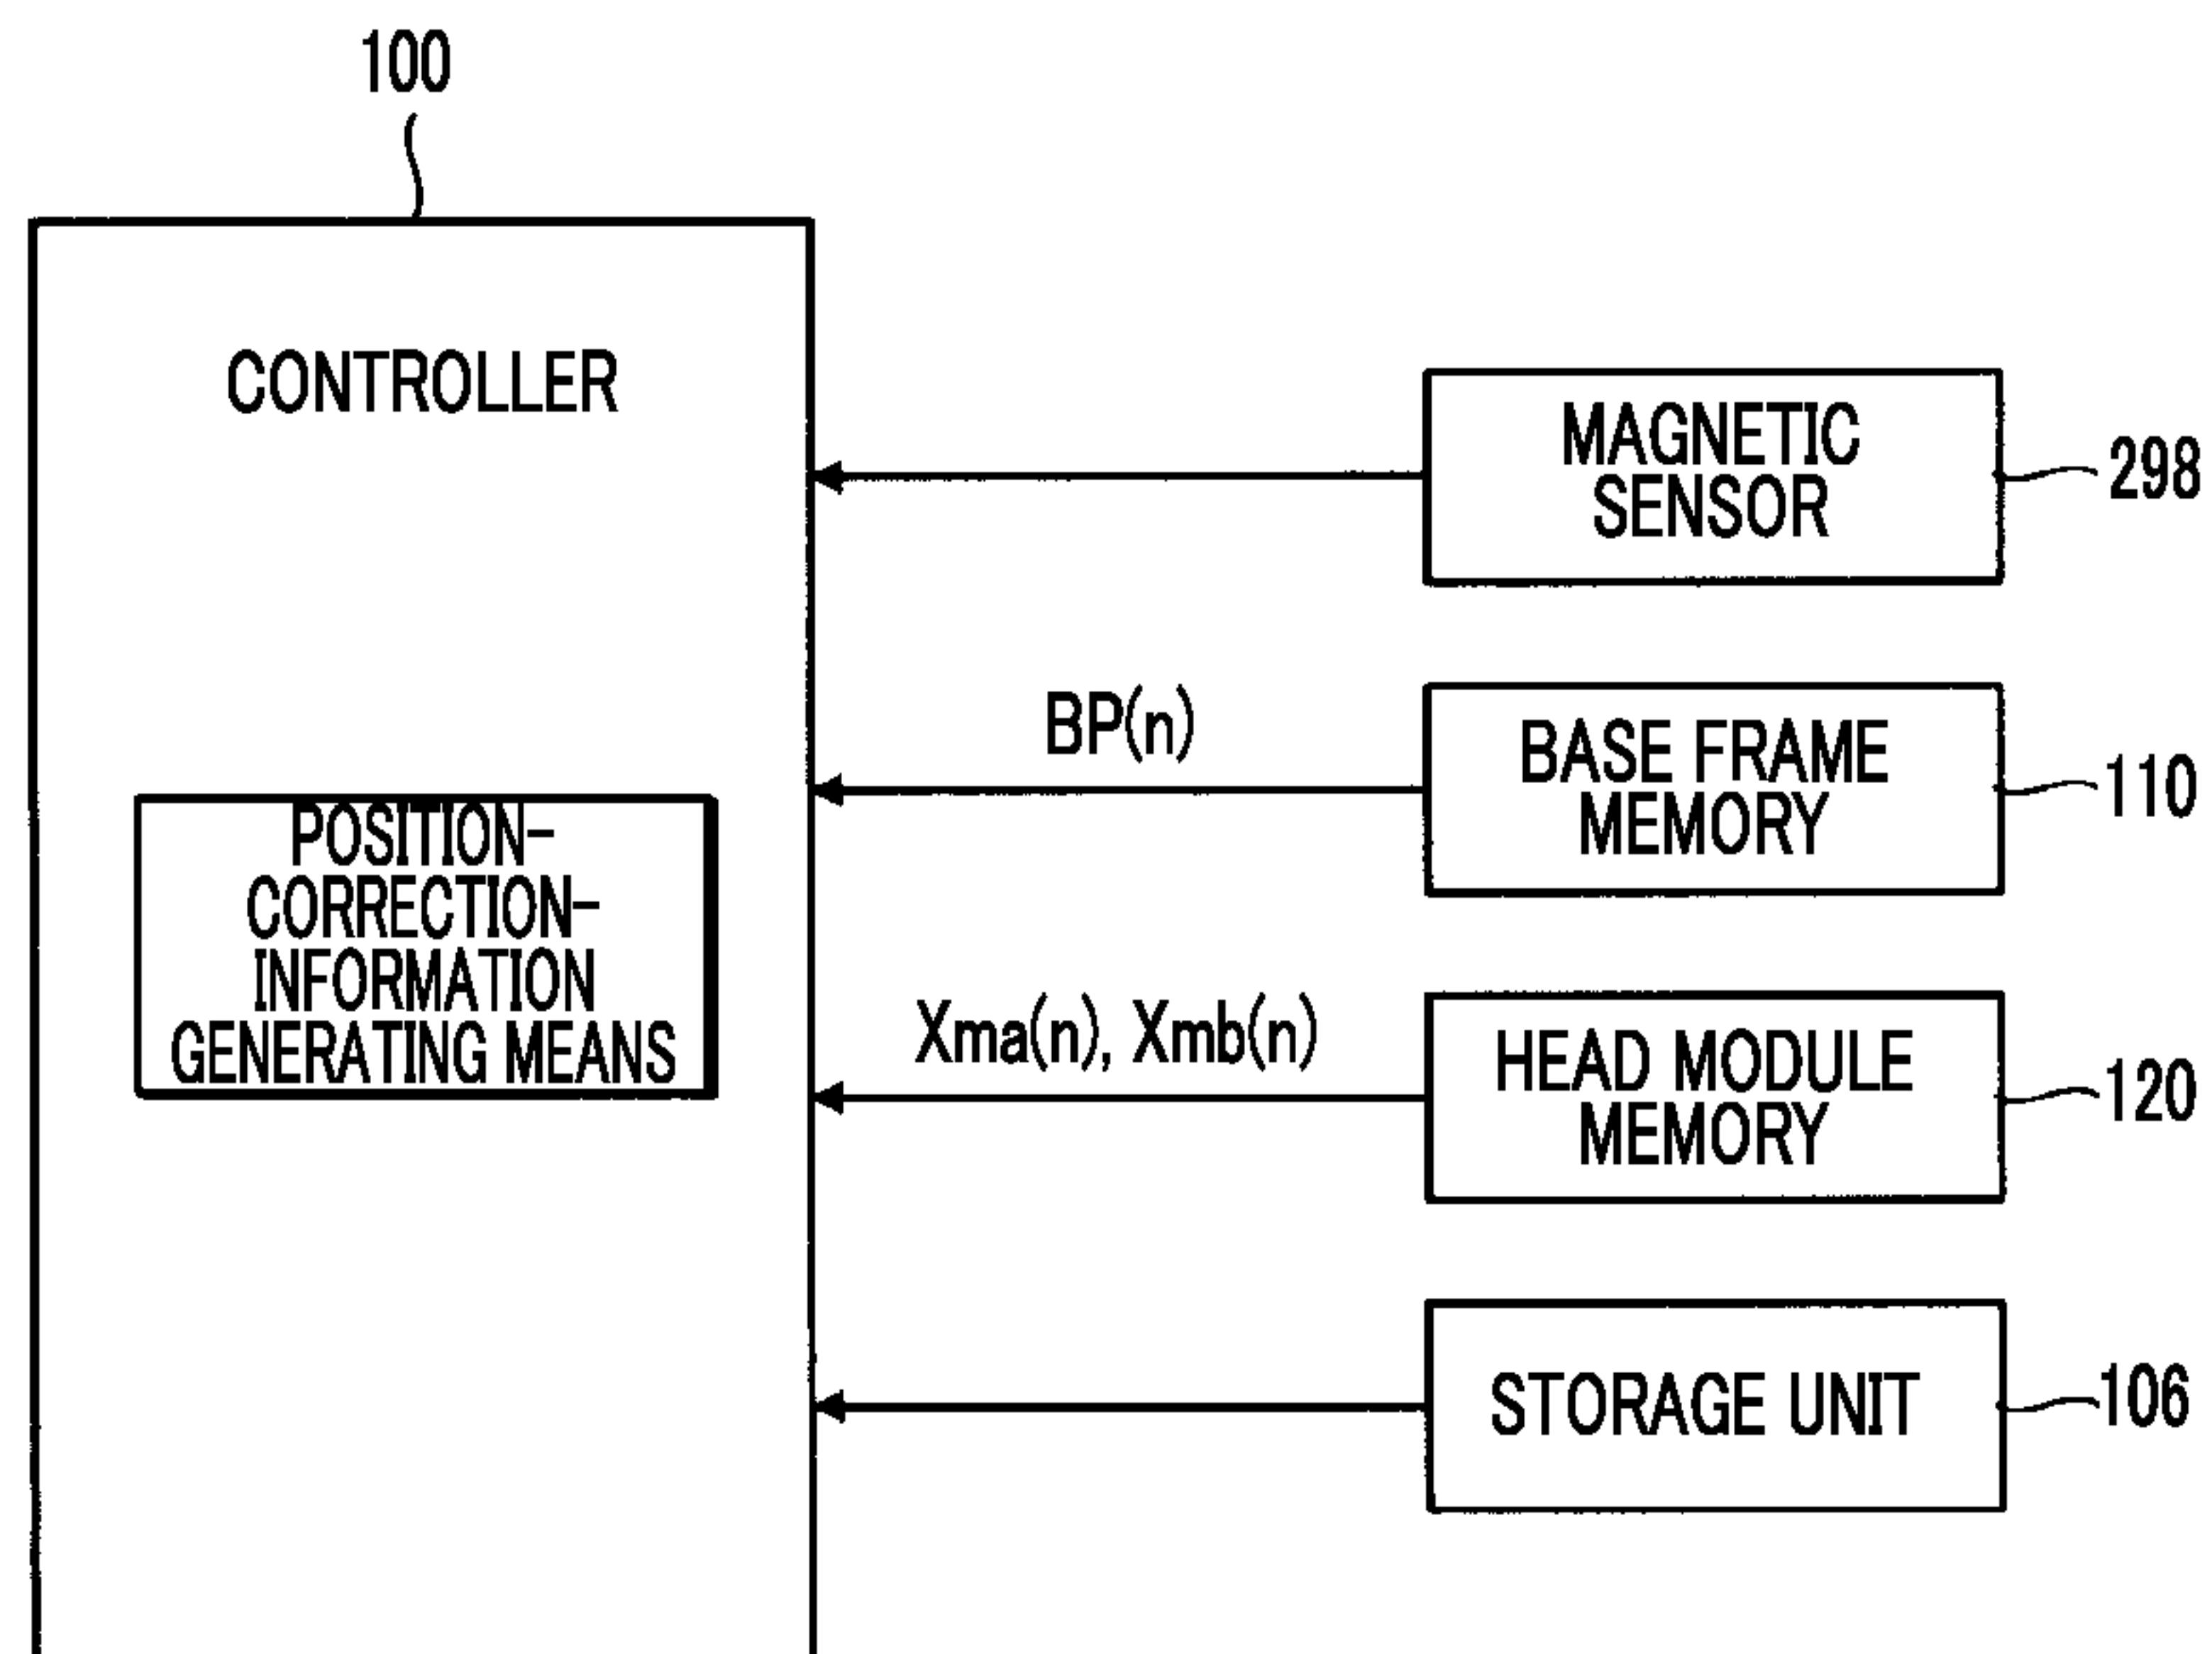 100
CONTROLLER
MAGNETIC
SENSOR
298
BP(n)
BASE FRAME
MEMORY
110
POSITION-
CORRECTION-
INFORMATION
GENERATING MEANS
Xma(n), Xmb(n)
HEAD MODULE
MEMORY
120
STORAGE UNIT
106